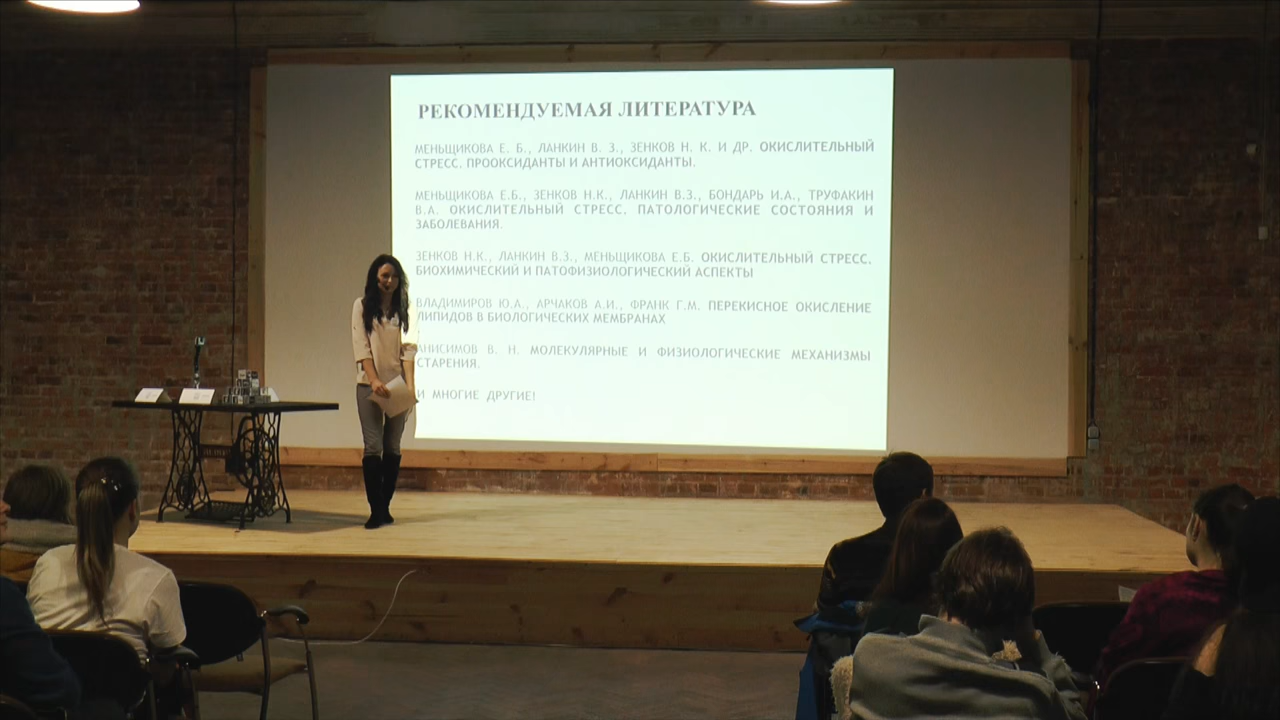 РЕКОМЕНДУЕМАЯ ЛИТЕРАТУРА
МЕНЬЩИКОВА Е. Б., ЛАНКИН В. З., ЗЕНКОВ Н. К. И ДР. ОКИСЛИТЕЛЬНЫЙ
СТРЕСС. ПРООКСИДАНТЫ И АНТИОКСИДАНТЫ.
МЕНЬЩИКОВА Е.Б., ЗЕНКОВ Н.К., ЛАНКИН В.З., БОНДАРЬ И.А., ТРУФАКИН
В.А. ОКИСЛИТЕЛЬНЫЙ СТРЕСС. ПАТОЛОГИЧЕСКИЕ СОСТОЯНИЯ И
ЗАБОЛЕВАНИЯ.
ЗЕНКОВ Н.К., ЛАНКИН В.З., МЕНЬЩИКОВА Е.Б. ОКИСЛИТЕЛЬНЫЙ СТРЕСС.
БИОХИМИЧЕСКИЙ И ПАТОФИЗИОЛОГИЧЕСКИЙ АСПЕКТЫ
ВЛАДИМИРОВ Ю.А., АРЧАКОВ А.И., ФРАНК Г.М. ПЕРЕКИСНОЕ ОКИСЛЕНИЕ
ЛИПИДОВ В БИОЛОГИЧЕСКИХ МЕМБРАНАХ
АНИСИМОВ В. Н. МОЛЕКУЛЯРНЫЕ И ФИЗИОЛОГИЧЕСКИЕ МЕХАНИЗМЫ
СТАРЕНИЯ.
И МНОГИЕ ДРУГИЕ!